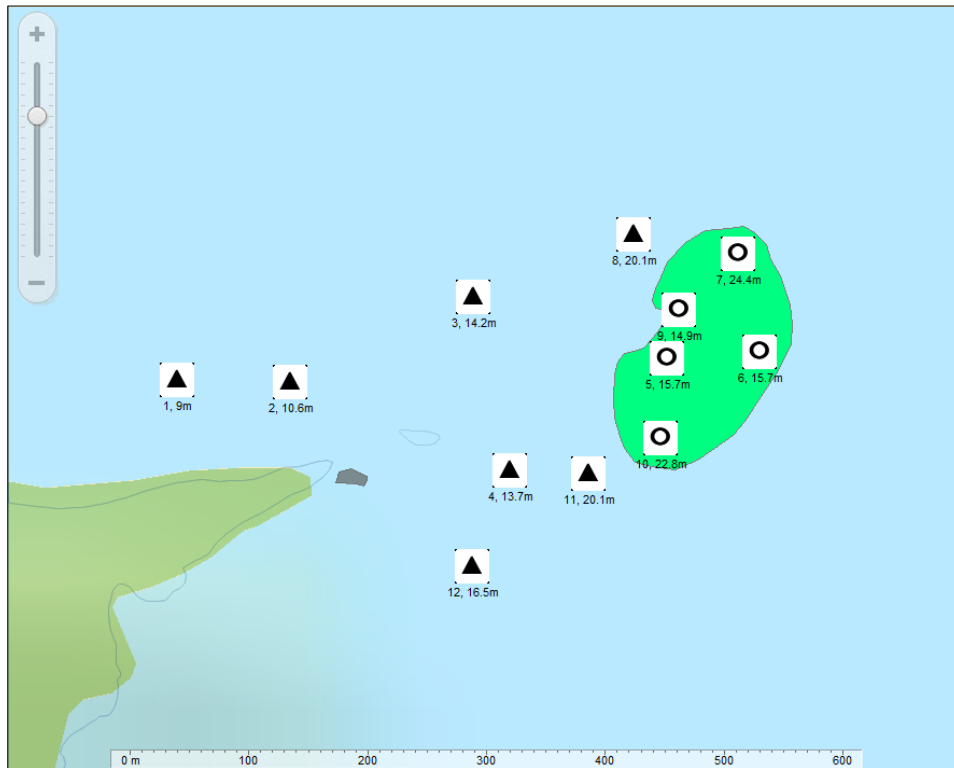 8, 20.1m
7, 24.4m
3, 14.2m
9, 14.9m
5, 15.7m
6, 15.7m
1, 9m
2, 10.6m
10, 22.8m
4, 13.7m
11, 20.1m
12, 16.5m
0 m 100 200 300 400 500 600